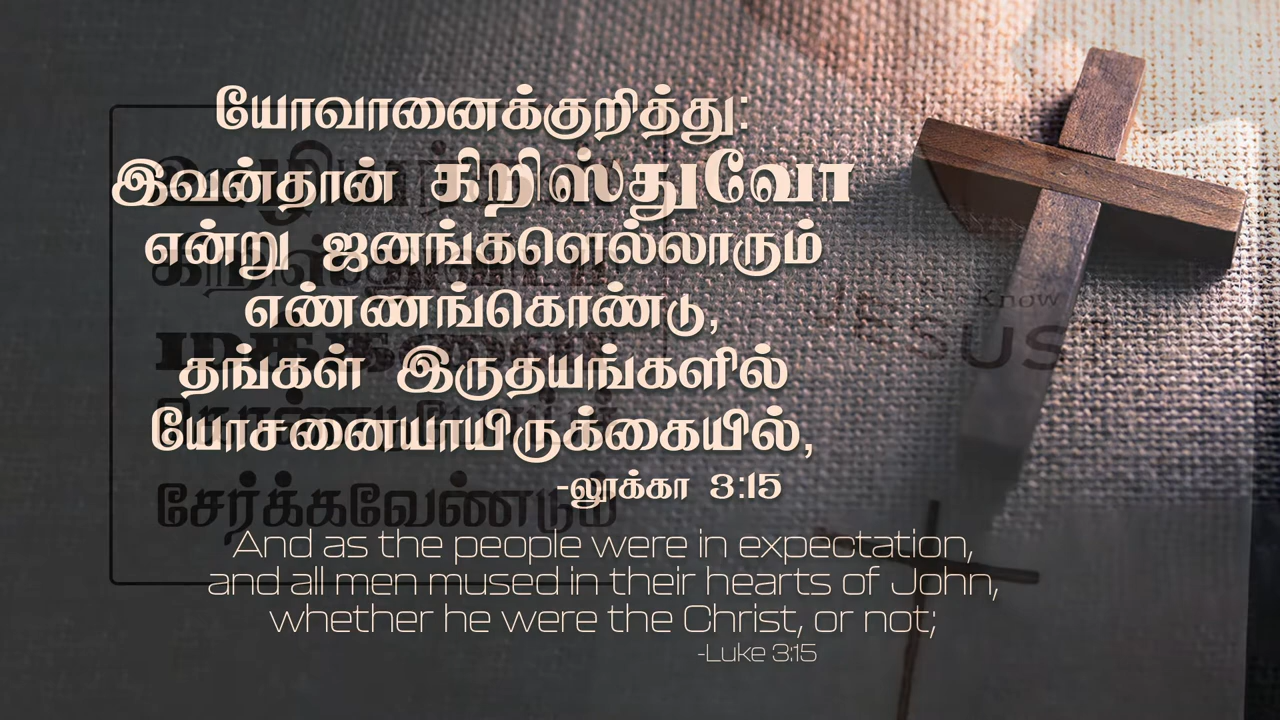 யோவானைக்குறித்து:
இவன்தான் கிறிஸ்துவோ
என்று ஜனங்களெல்லாரும்
எண்ணங்கொண்டு,
தங்கள் இருதயங்களில்
யோசனையாயிருக்கையில்,
-லூக்கா 3:15
And as the people were in expectation,
and all men mused in their hearts of John,
whether he were the Christ, or not;
-Luke 3:15
சேர்க்கவேண்டும்
Know